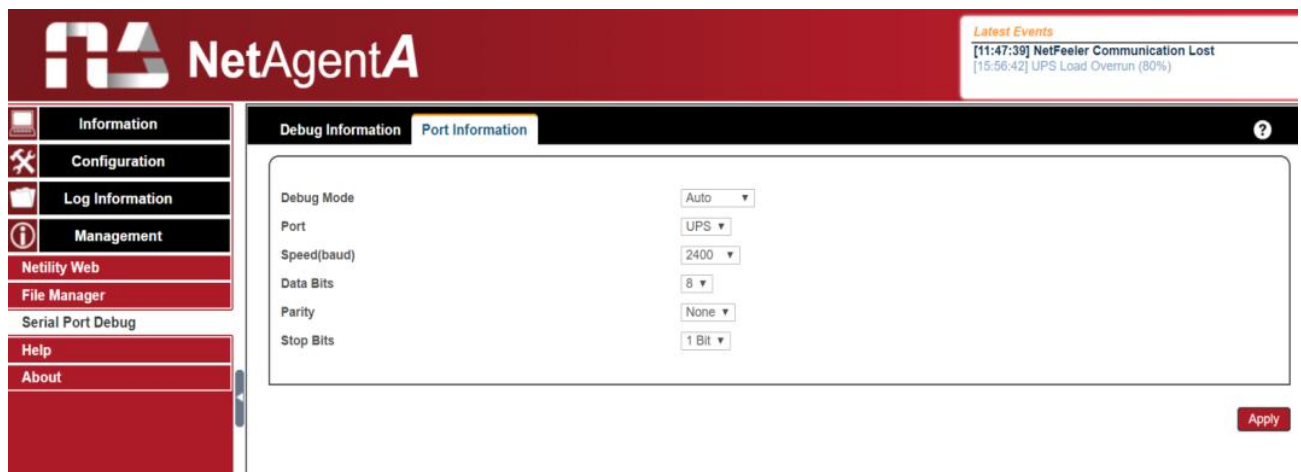 NetAgentA
Latest Events
[11:47:39] NetFeeler Communication Lost
[15:56:42] UPS Load Overrun (80%)
Information
Configuration
Log Information
Management
Netility Web
File Manager
Serial Port Debug
Help
About
Debug Information Port Information ?
Debug Mode Auto
Port UPS
Speed(baud) 2400
Data Bits 8
Parity None
Stop Bits 1 Bit
Apply